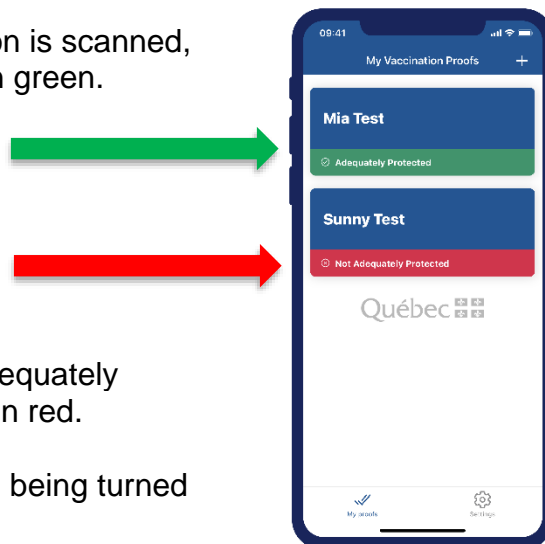 on is scanned,
n green.
09:41
My Vaccination Proofs +
Mia Test
Adequately Protected
Sunny Test
Not Adequately Protected
Québec
equately
n red.
being turned
My proofs
Settings